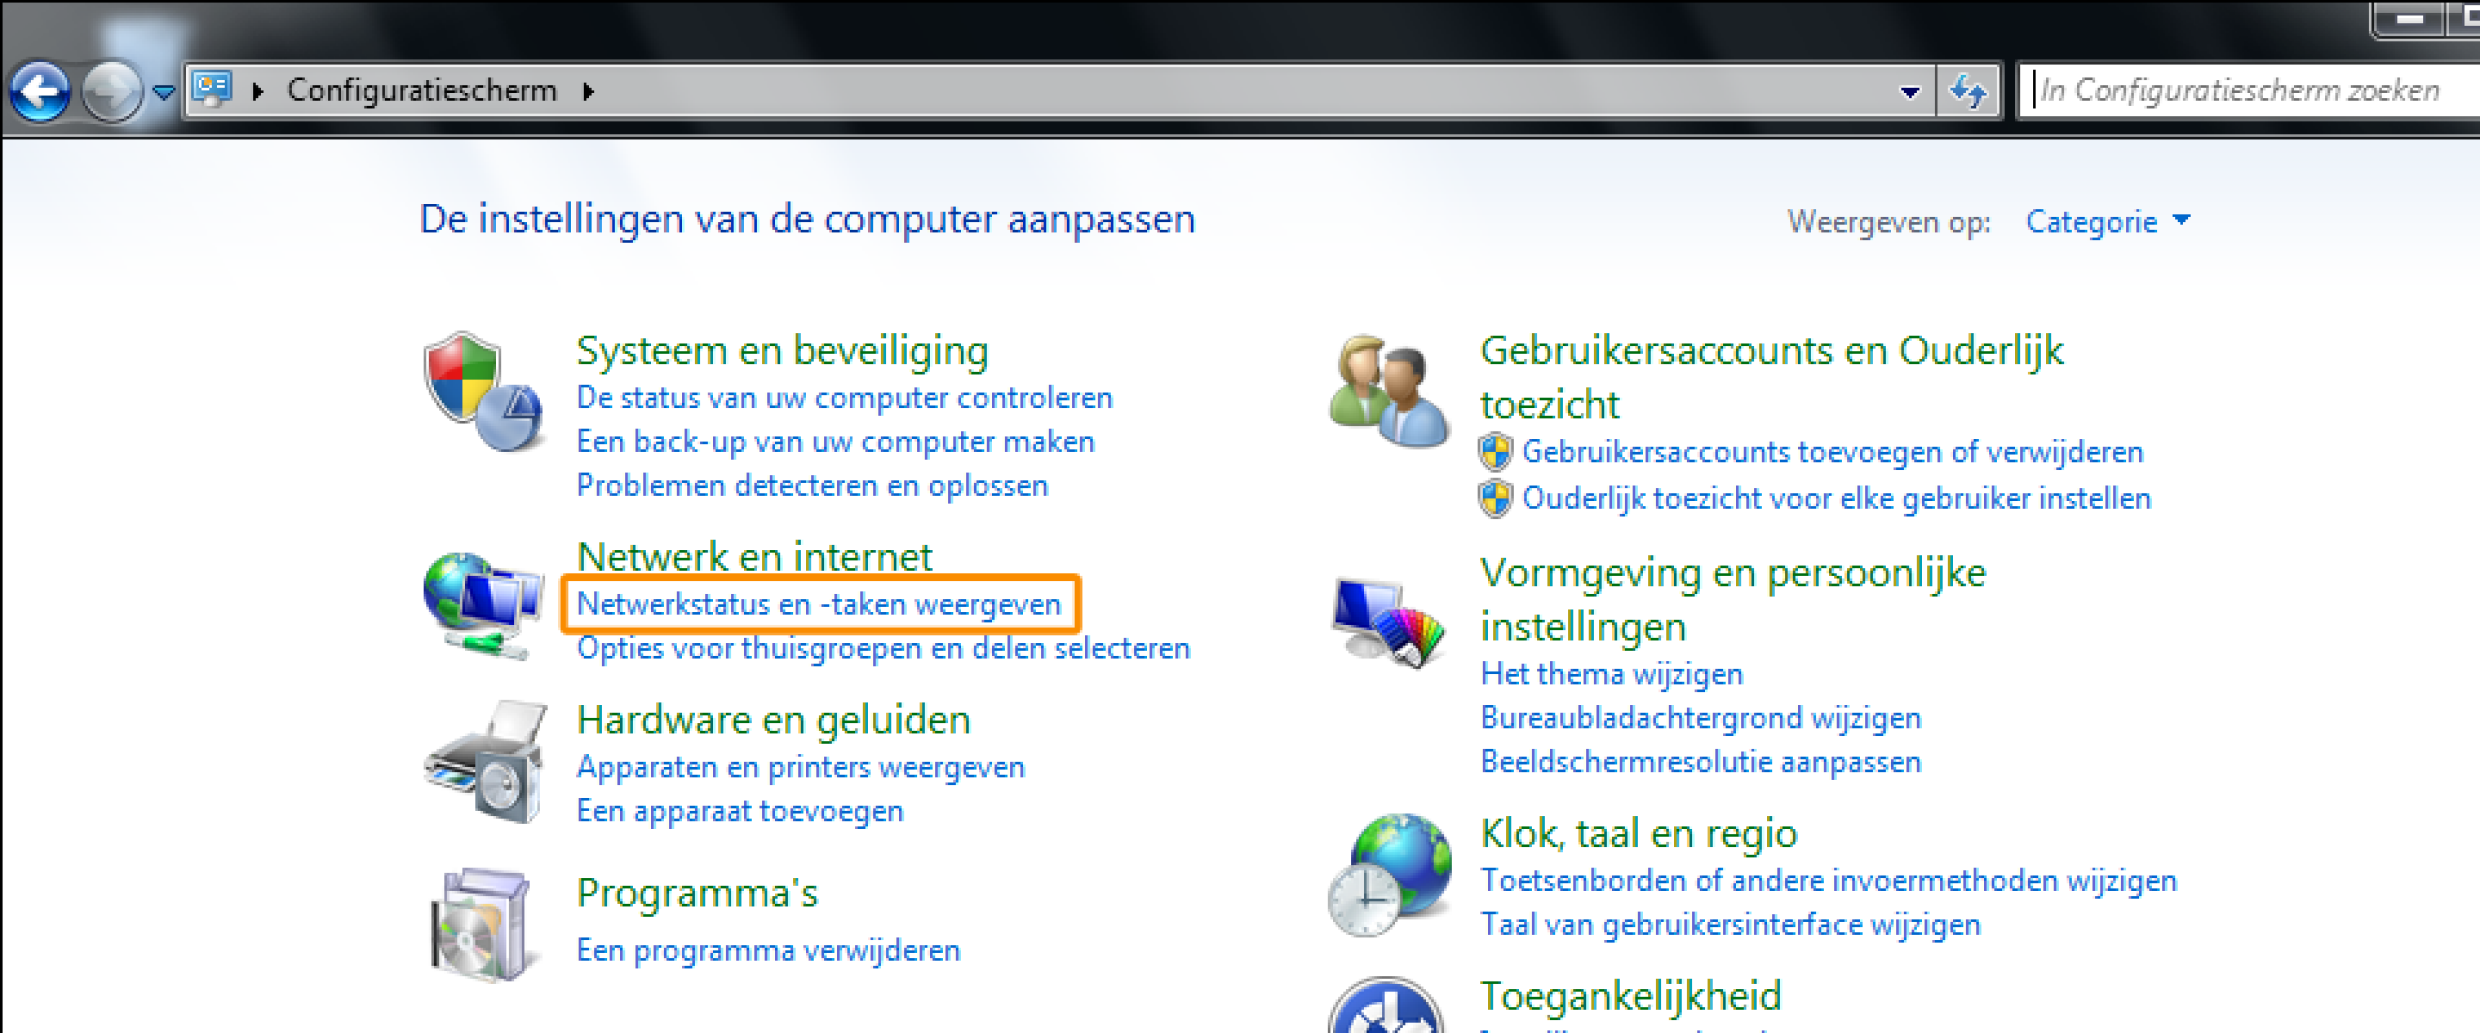 Configuratiescherm
In Configuratiescherm zoeken
De instellingen van de computer aanpassen
Weergeven op: Categorie
Systeem en beveiliging
De status van uw computer controleren
Een back-up van uw computer maken
Problemen detecteren en oplossen
Netwerk en internet
Netwerkstatus en -taken weergeven
Opties voor thuisgroepen en delen selecteren
Hardware en geluiden
Apparaten en printers weergeven
Een apparaat toevoegen
Programma's
Een programma verwijderen
Gebruikersaccounts en Ouderlijk
toezicht
Gebruikersaccounts toevoegen of verwijderen
Ouderlijk toezicht voor elke gebruiker instellen
Vormgeving en persoonlijke
instellingen
Het thema wijzigen
Bureaubladachtergrond wijzigen
Beeldschermresolutie aanpassen
Klok, taal en regio
Toetsenborden of andere invoermethoden wijzigen
Taal van gebruikersinterface wijzigen
Toegankelijkheid